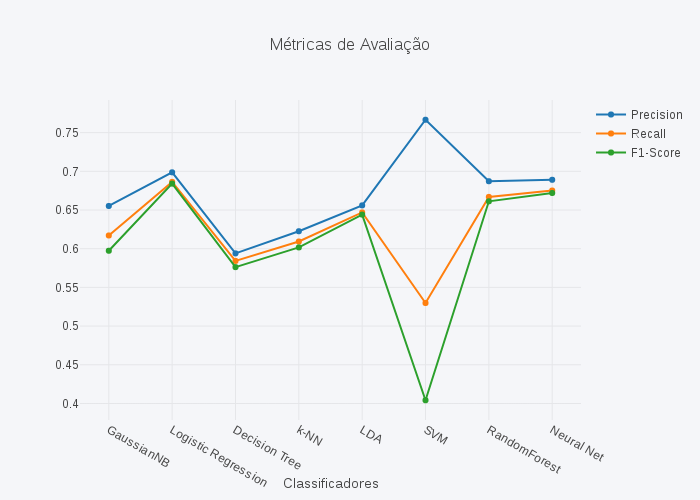 Métricas de Avaliação
Precision
Recall
F1-Score
0.75
0.7
0.65
0.6
0.55
0.5
0.45
0.4
GaussianNB
Logistic Regression
Decision Tree
k-NN
LDA
SVM
RandomForest
Neural Net
Classificadores